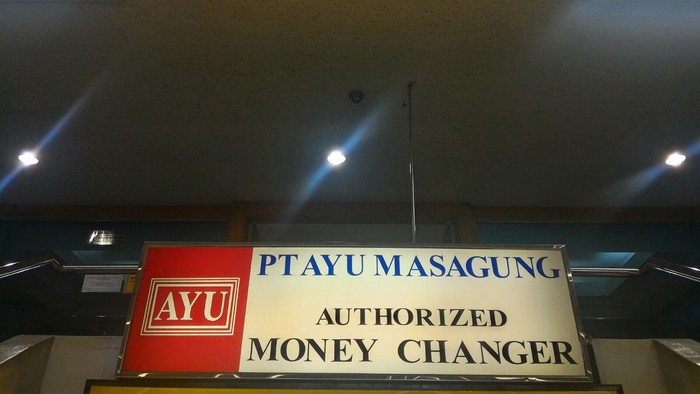 AYU
PT AYU MASAGUNG
AUTHORIZED
MONEY CHANGER